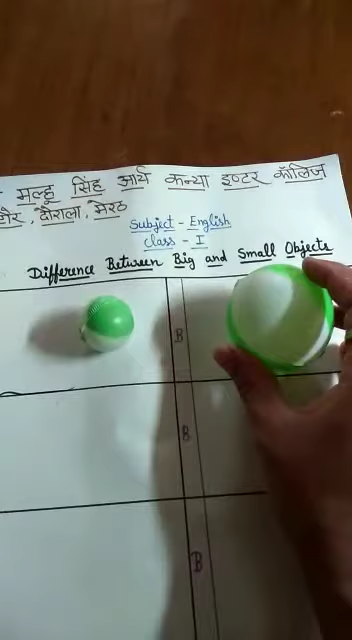 मल्हू सिंह आर्य कन्या इण्टर कॉलिज
, दौराला, मेरठ
Subject - English
class - I
Difference Between Big and Small Objects
B
B
B